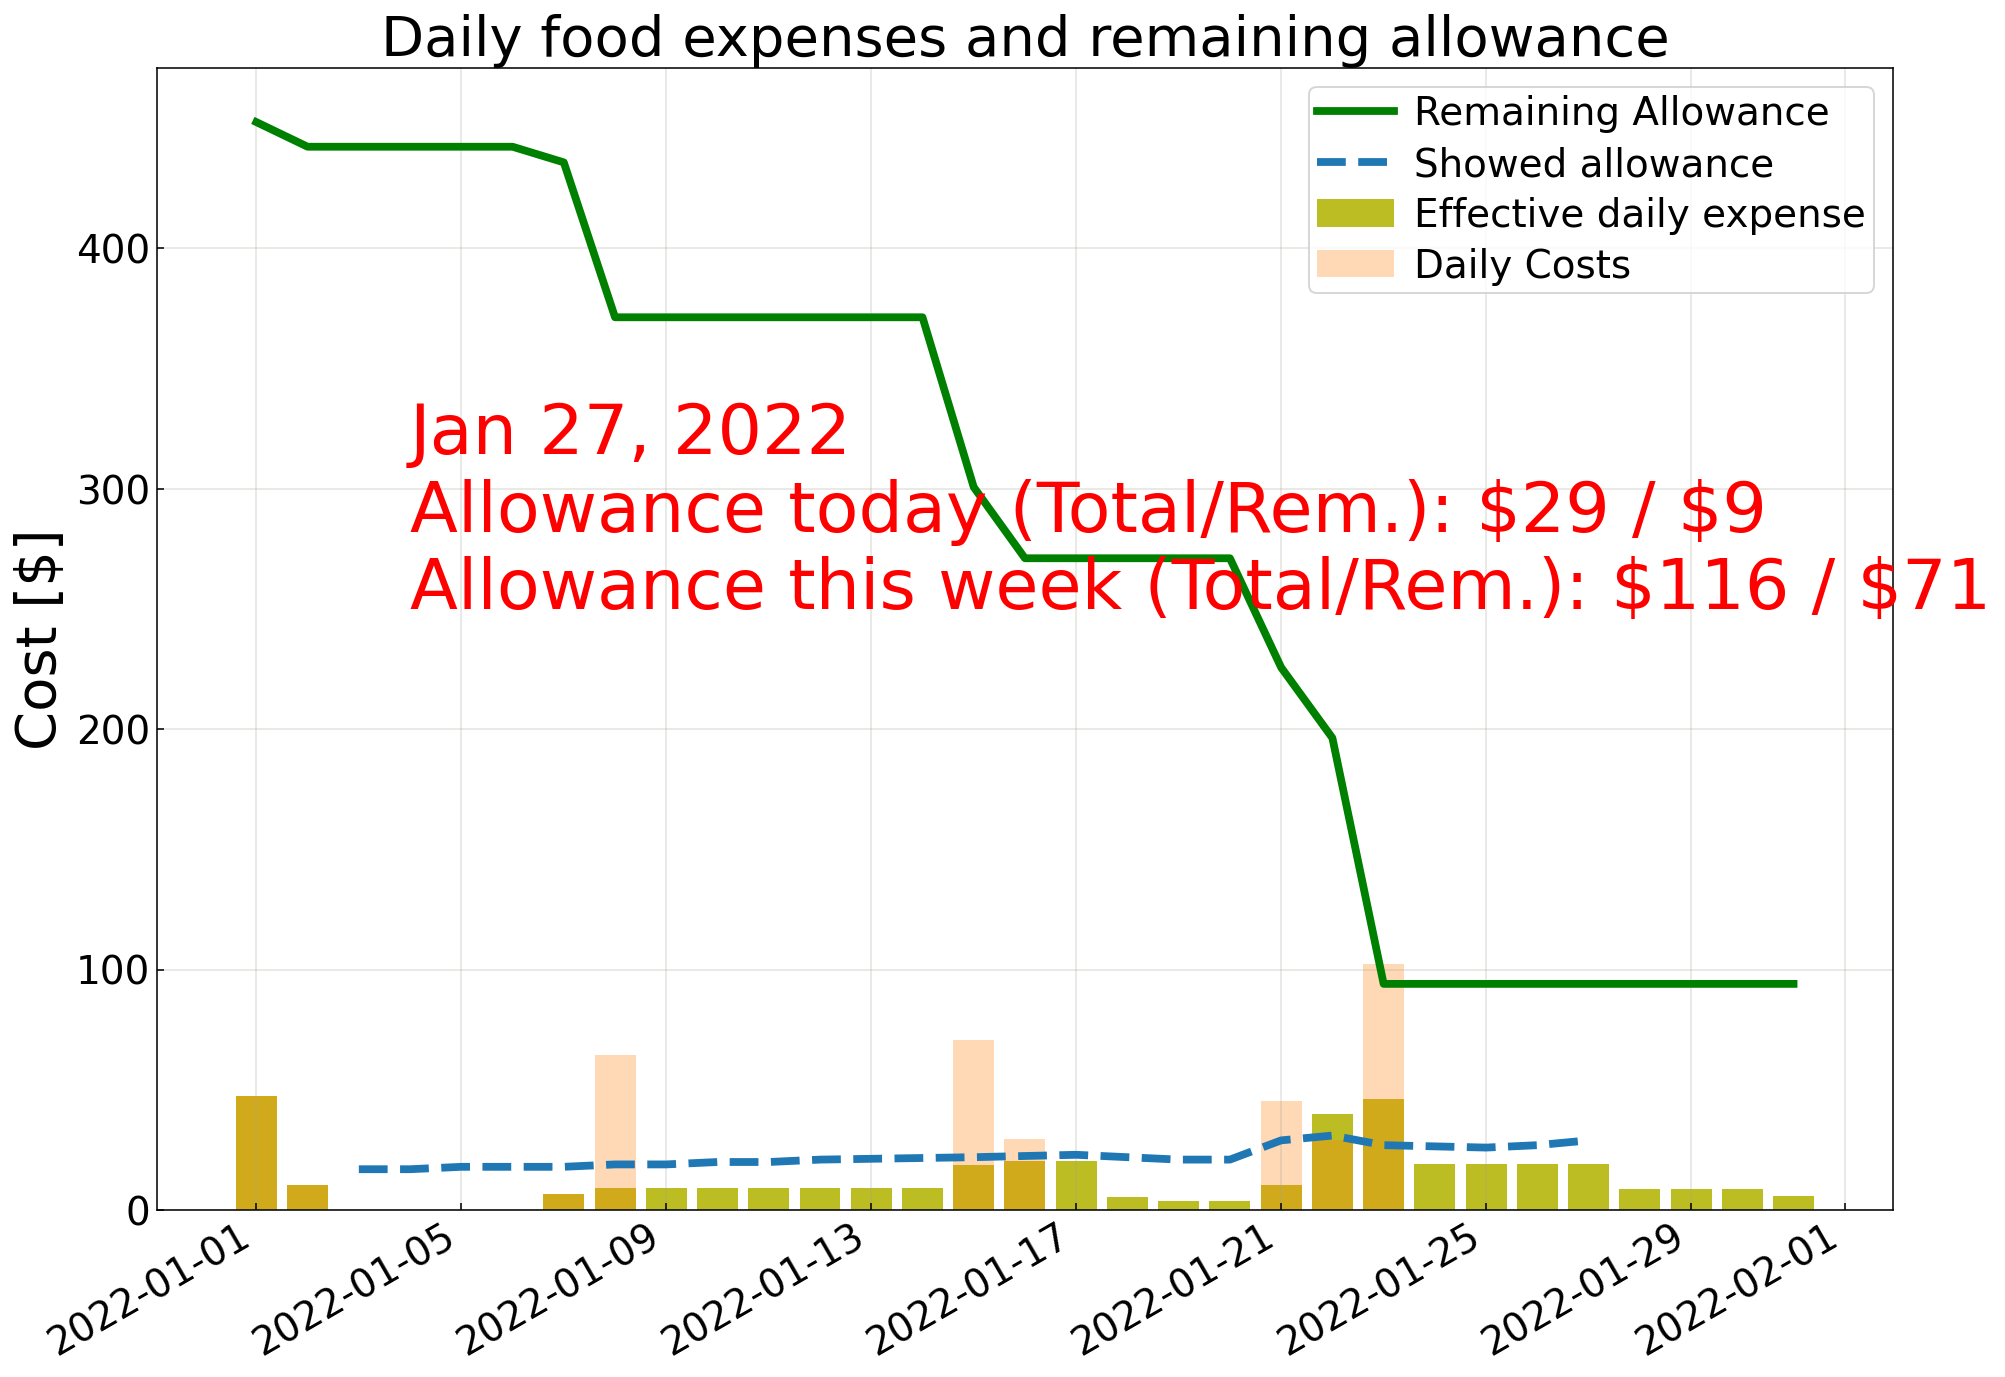 Daily food expenses and remaining allowance
Remaining Allowance
Showed allowance
Effective daily expense
Daily Costs
Jan 27, 2022
Allowance today (Total/Rem.): $29 / $9
Allowance this week (Total/Rem.): $116 / $71
Cost [$]
400
300
200
100
0
2022-01-01
2022-01-05
2022-01-09
2022-01-13
2022-01-17
2022-01-21
2022-01-25
2022-01-29
2022-02-01